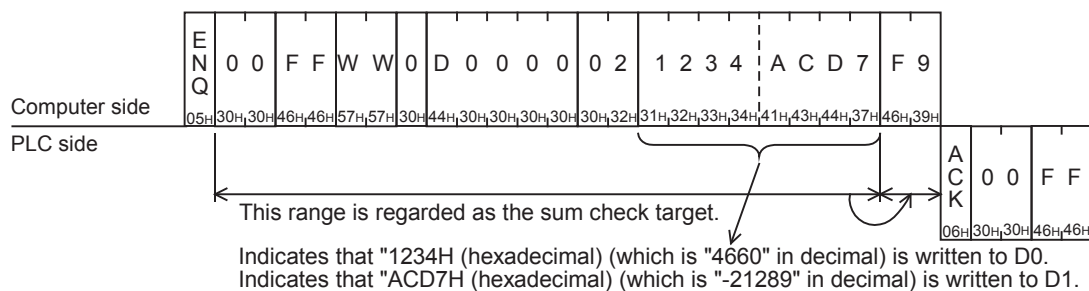 E N Q 0 0 F F W W 0 D 0 0 0 0 0 2 1 2 3 4 A C D 7 F 9
Computer side
05H 30H 30H 46H 46H 57H 57H 30H 44H 30H 30H 30H 30H 30H 32H 31H 32H 33H 34H 41H 43H 44H 37H 46H 39H
PLC side
A C K 0 0 F F
06H 30H 30H 46H 46H
This range is regarded as the sum check target.
Indicates that "1234H (hexadecimal) (which is "4660" in decimal) is written to D0.
Indicates that "ACD7H (hexadecimal) (which is "-21289" in decimal) is written to D1.